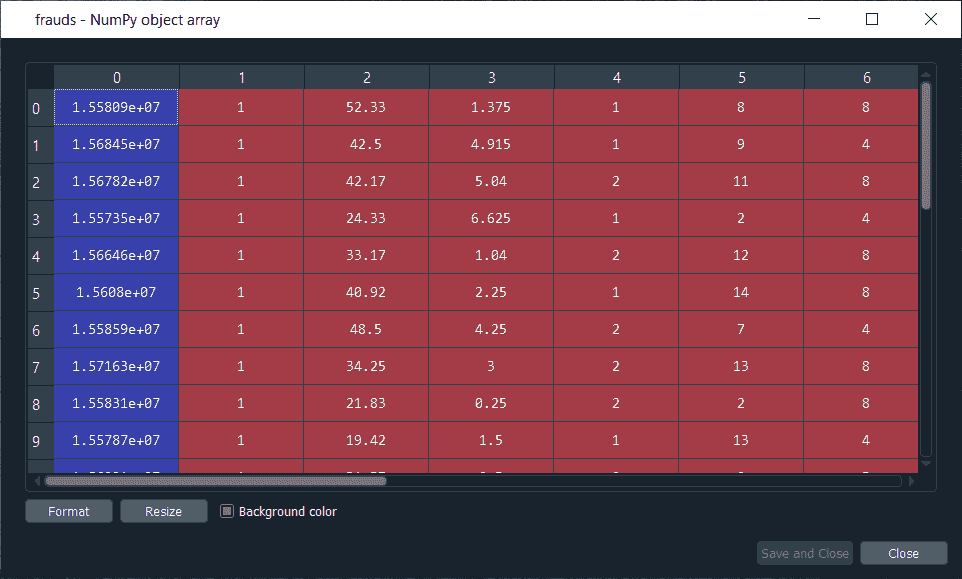 frauds - NumPy object array
0 1 2 3 4 5 6
0 1.55809e+07 1 52.33 1.375 1 8 8
1 1.56845e+07 1 42.5 4.915 1 9 4
2 1.56782e+07 1 42.17 5.04 2 11 8
3 1.55735e+07 1 24.33 6.625 1 2 4
4 1.56646e+07 1 33.17 1.04 2 12 8
5 1.5608e+07 1 40.92 2.25 1 14 8
6 1.55859e+07 1 48.5 4.25 2 7 4
7 1.57163e+07 1 34.25 3 2 13 8
8 1.55831e+07 1 21.83 0.25 2 2 8
9 1.55787e+07 1 19.42 1.5 1 13 4
Format Resize Background color
Save and Close Close